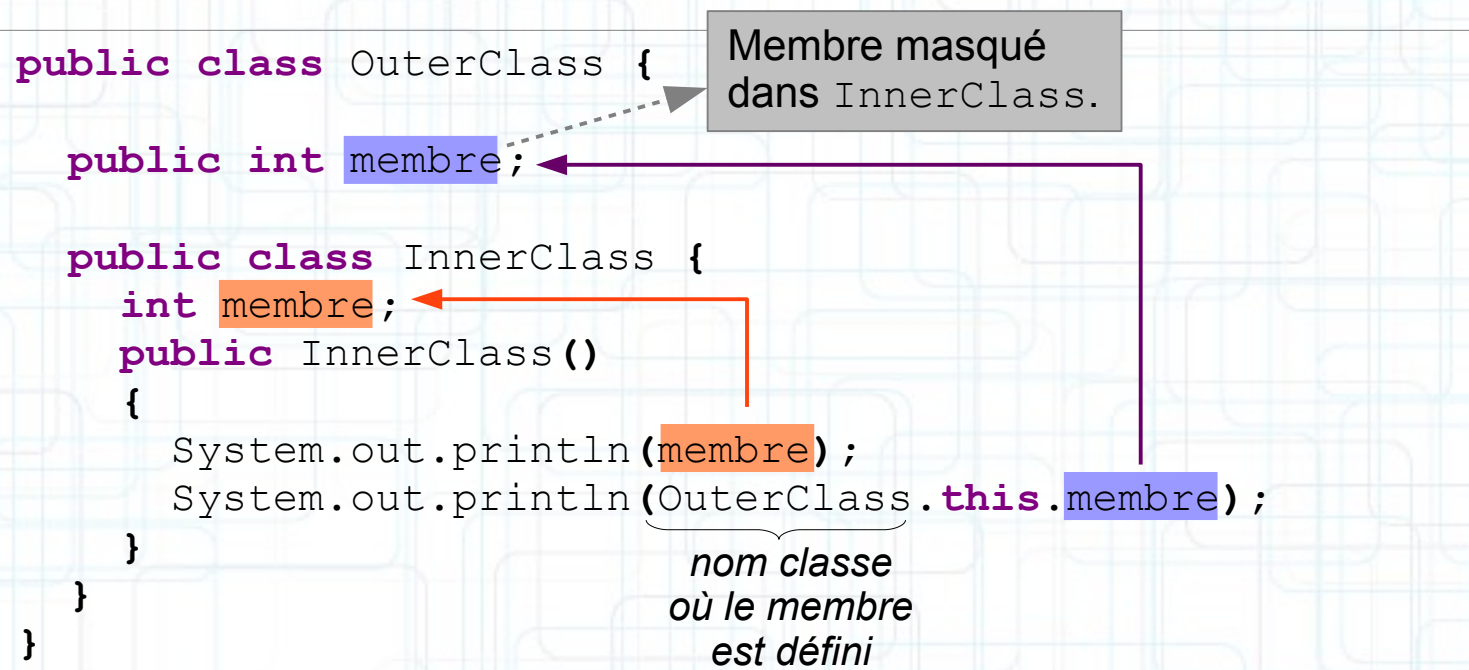 public class OuterClass {
Membre masqué
dans InnerClass.
public int membre;
public class InnerClass {
int membre;
public InnerClass()
{
System.out.println(membre);
System.out.println(OuterClass.this.membre);
}
nom classe
où le membre
est défini
}
}